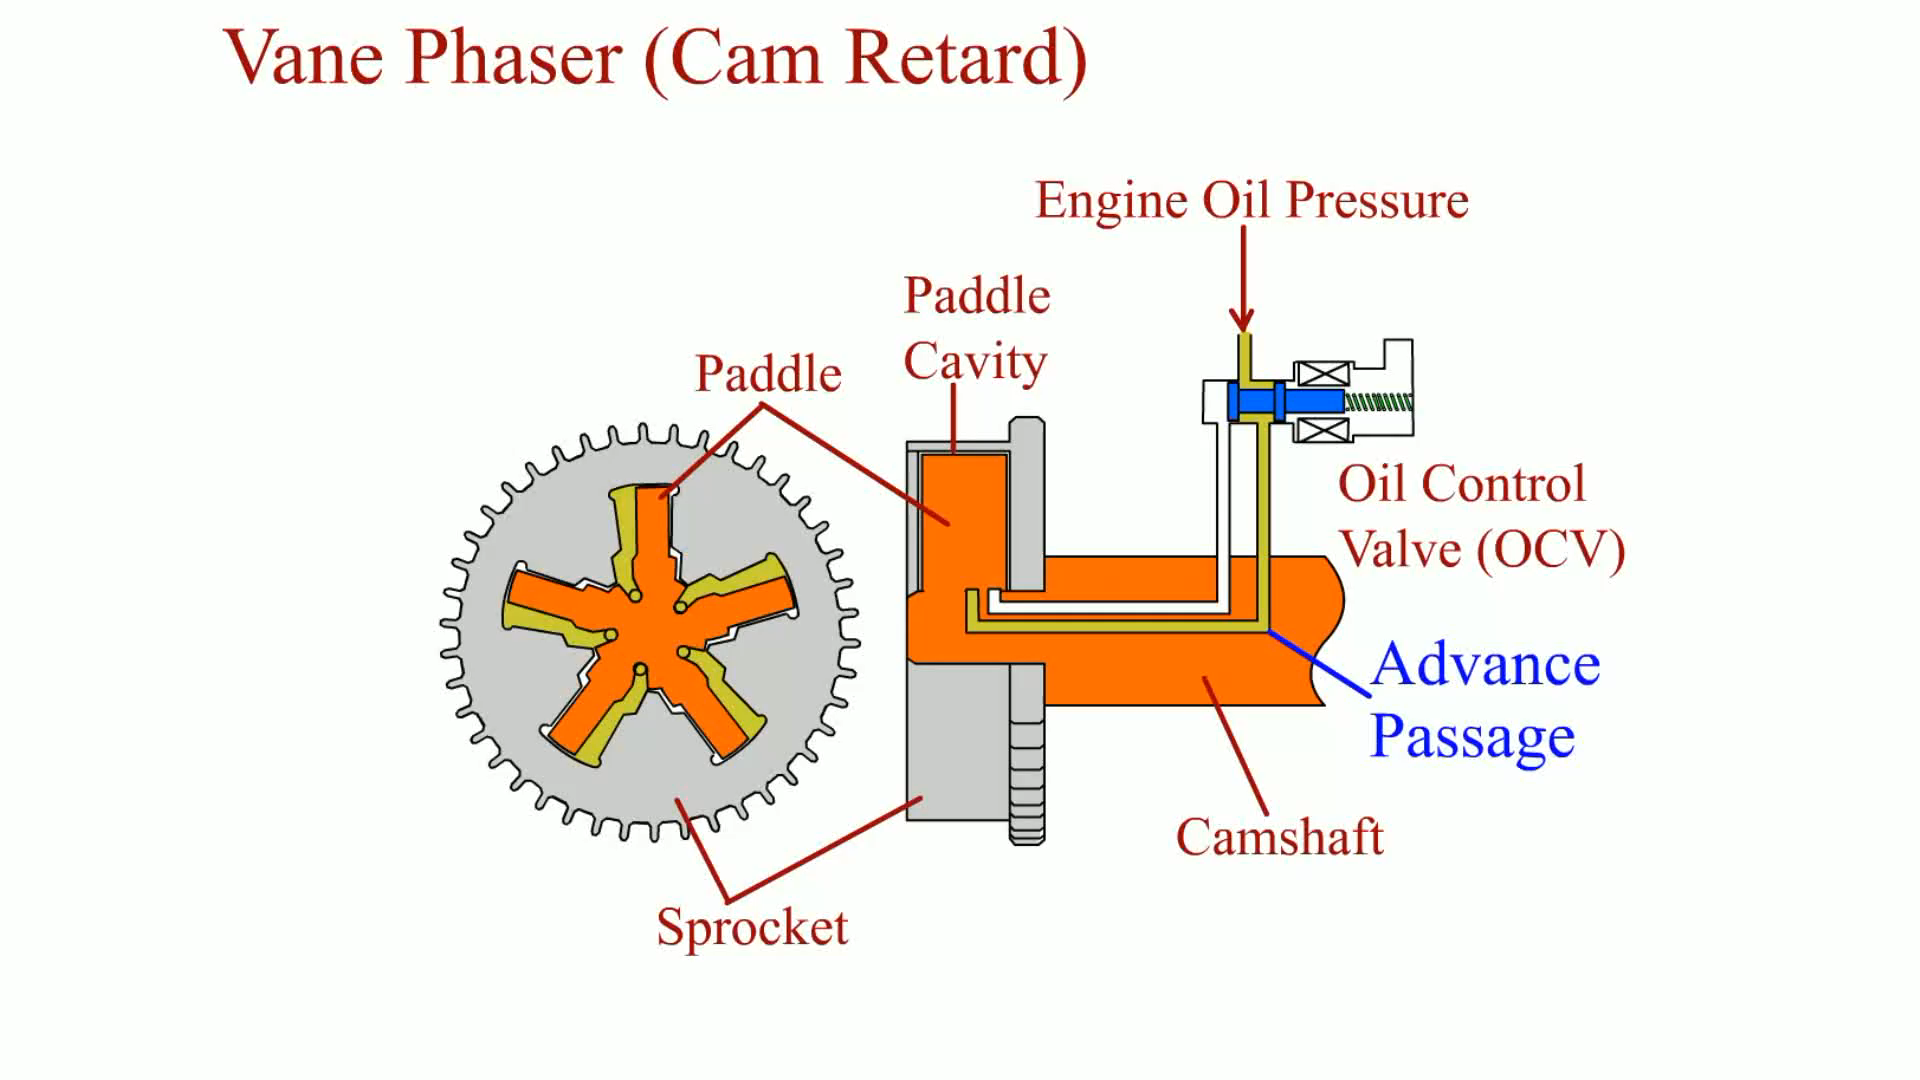 Vane Phaser (Cam Retard)
Engine Oil Pressure
Paddle
Cavity
Paddle
Oil Control
Valve (OCV)
Advance
Passage
Camshaft
Sprocket